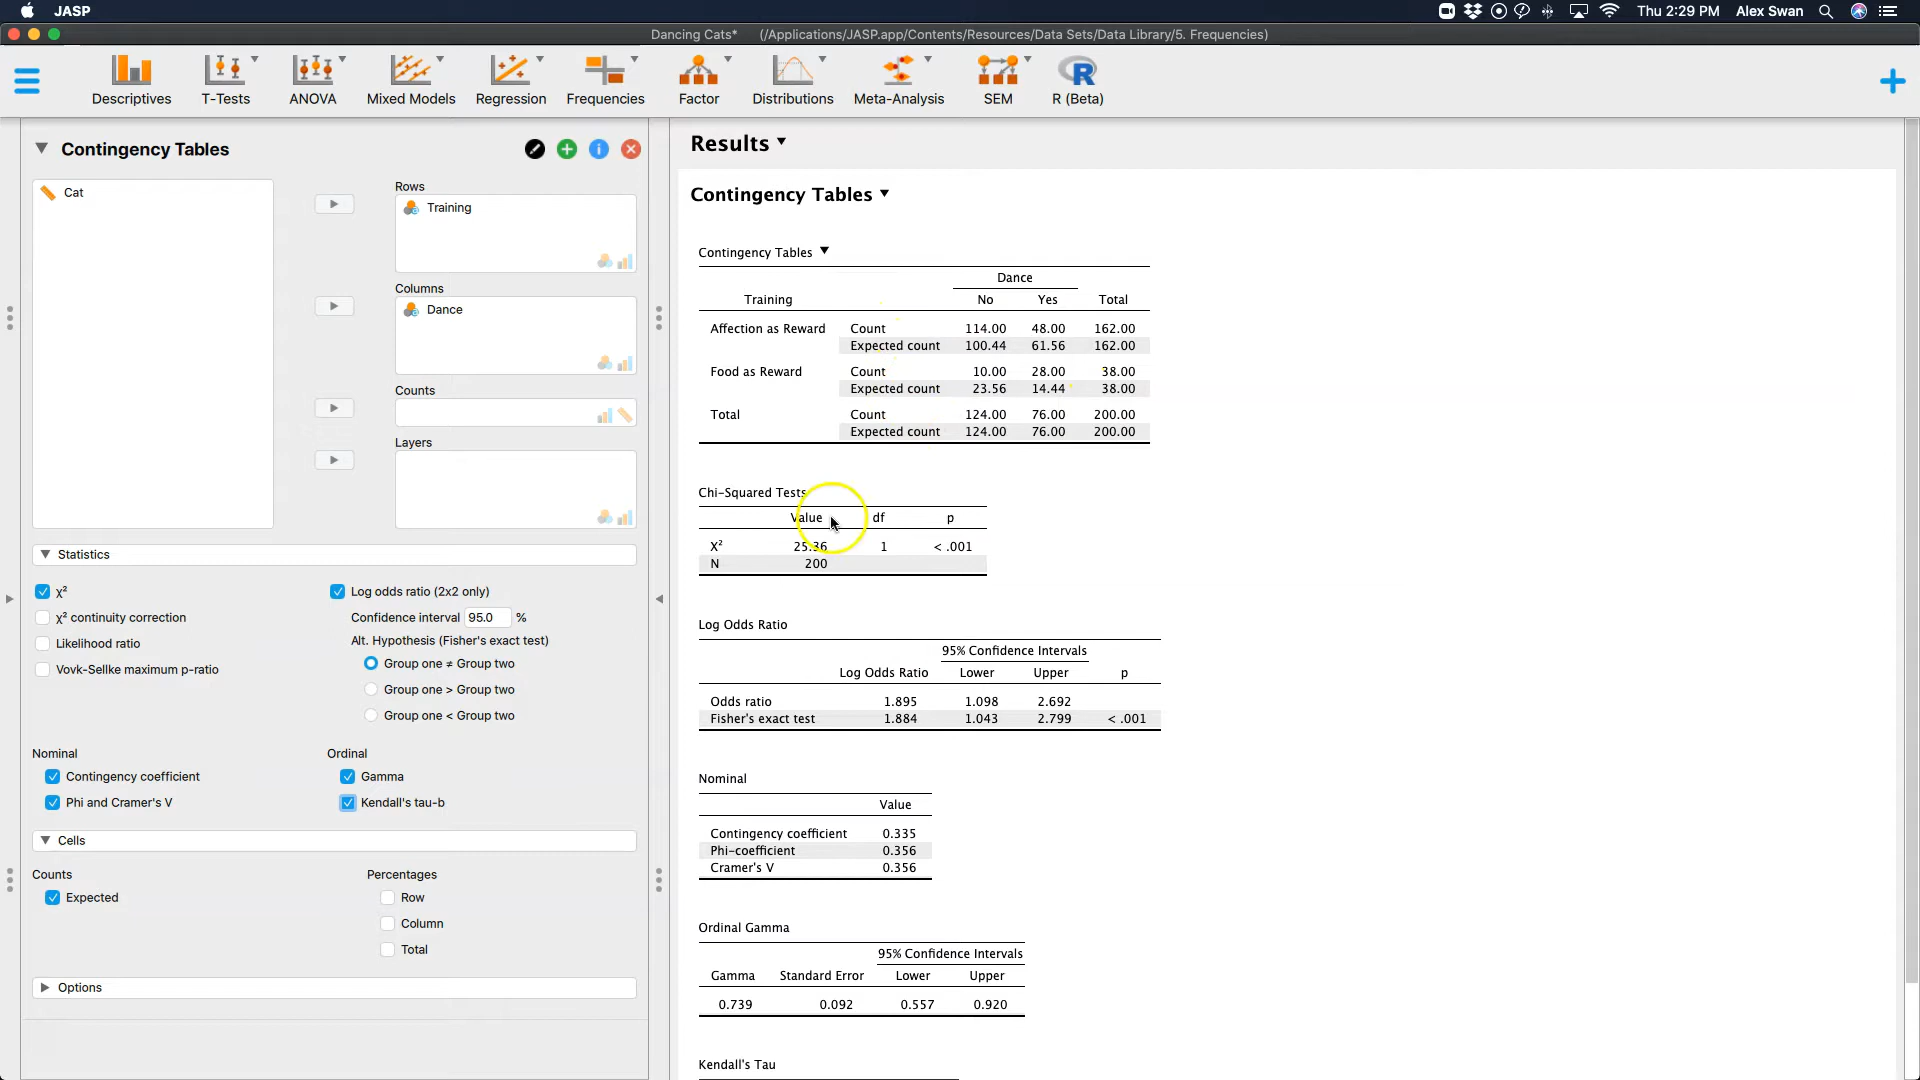 JASP
Thu 2:29 PM Alex Swan
Dancing Cats* (/Applications/JASP.app/Contents/Resources/Data Sets/Data Library/5. Frequencies)
Descriptives T-Tests ANOVA Mixed Models Regression Frequencies Factor Distributions Meta-Analysis SEM R (Beta)
Contingency Tables
Cat
Rows
Training
Columns
Dance
Counts
Layers
Statistics
χ²
χ² continuity correction
Likelihood ratio
Vovk-Sellke maximum p-ratio
Log odds ratio (2x2 only)
Confidence interval 95.0 %
Alt. Hypothesis (Fisher's exact test)
Group one ≠ Group two
Group one > Group two
Group one < Group two
Nominal
Contingency coefficient
Phi and Cramer's V
Ordinal
Gamma
Kendall's tau-b
Cells
Counts
Expected
Percentages
Row
Column
Total
Options
Results
Contingency Tables
Contingency Tables
Dance
Training No Yes Total
Affection as Reward Count 114.00 48.00 162.00
Expected count 100.44 61.56 162.00
Food as Reward Count 10.00 28.00 38.00
Expected count 23.56 14.44 38.00
Total Count 124.00 76.00 200.00
Expected count 124.00 76.00 200.00
Chi-Squared Tests
Value df p
X² 25.36 1 < .001
N 200
Log Odds Ratio
95% Confidence Intervals
Log Odds Ratio Lower Upper p
Odds ratio 1.895 1.098 2.692
Fisher's exact test 1.884 1.043 2.799 < .001
Nominal
Value
Contingency coefficient 0.335
Phi-coefficient 0.356
Cramer's V 0.356
Ordinal Gamma
95% Confidence Intervals
Gamma Standard Error Lower Upper
0.739 0.092 0.557 0.920
Kendall's Tau